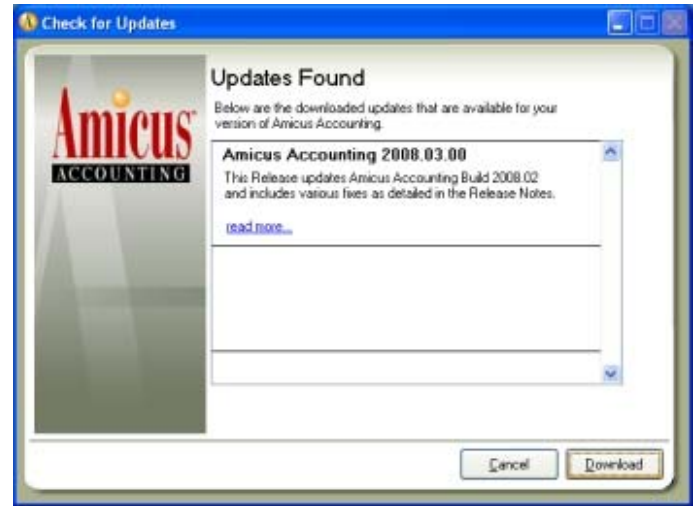 Check for Updates
Amicus
ACCOUNTING
Updates Found
Below are the downloaded updates that are available for your
version of Amicus Accounting.
Amicus Accounting 2008.03.00
This Release updates Amicus Accounting Build 2008.02
and includes various fixes as detailed in the Release Notes.
read more...
Cancel
Download